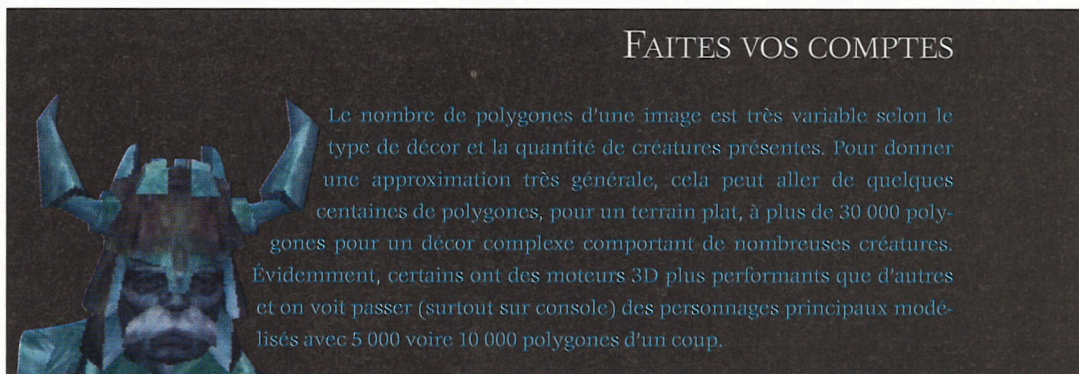 FAITES VOS COMPTES
Le nombre de polygones d'une image est très variable selon le
type de décor et la quantité de créatures présentes. Pour donner
une approximation très générale, cela peut aller de quelques
centaines de polygones, pour un terrain plat, à plus de 30 000 poly-
gones pour un décor complexe comportant de nombreuses créatures.
Évidemment, certains ont des moteurs 3D plus performants que d'autres
et on voit passer (surtout sur console) des personnages principaux modé-
lisés avec 5 000 voire 10 000 polygones d'un coup.